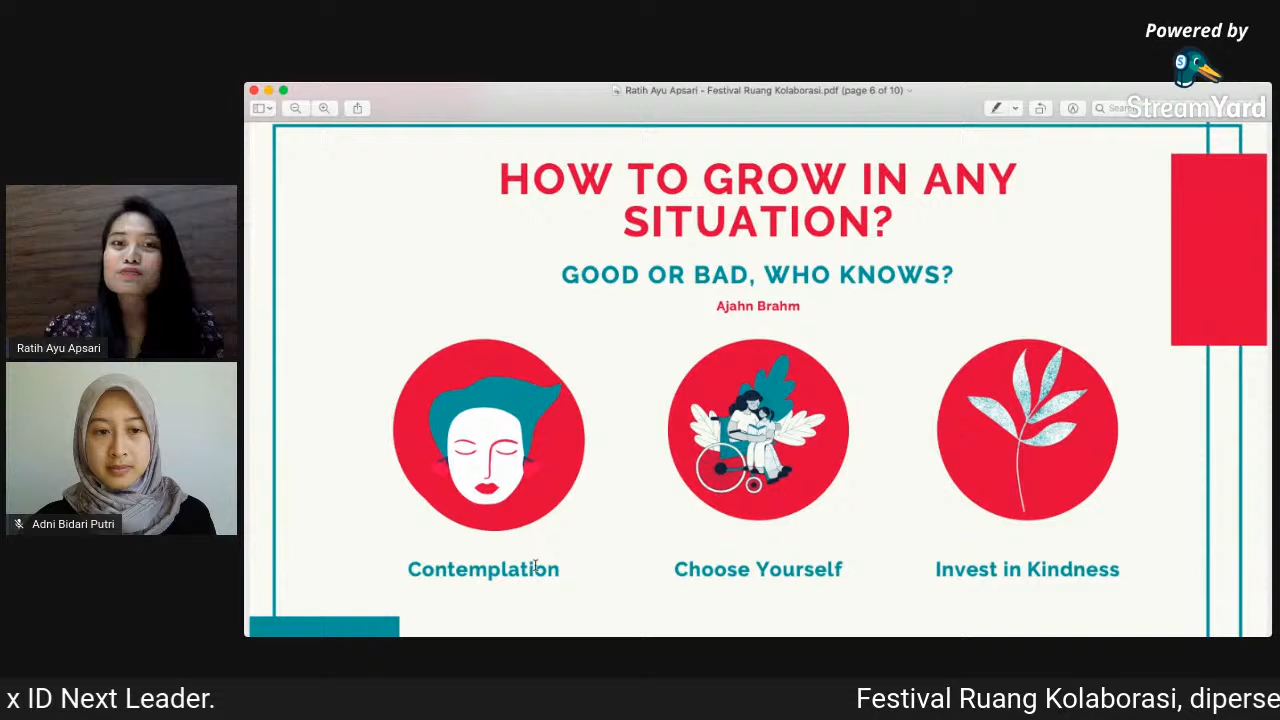 Powered by
StreamYard
Ratih Ayu Apsari - Festival Ruang Kolaborasi.pdf (page 6 of 10)
HOW TO GROW IN ANY
SITUATION?
GOOD OR BAD, WHO KNOWS?
Ajahn Brahm
Contemplation
Choose Yourself
Invest in Kindness
Ratih Ayu Apsari
Adni Bidari Putri
x ID Next Leader.
Festival Ruang Kolaborasi, diperse